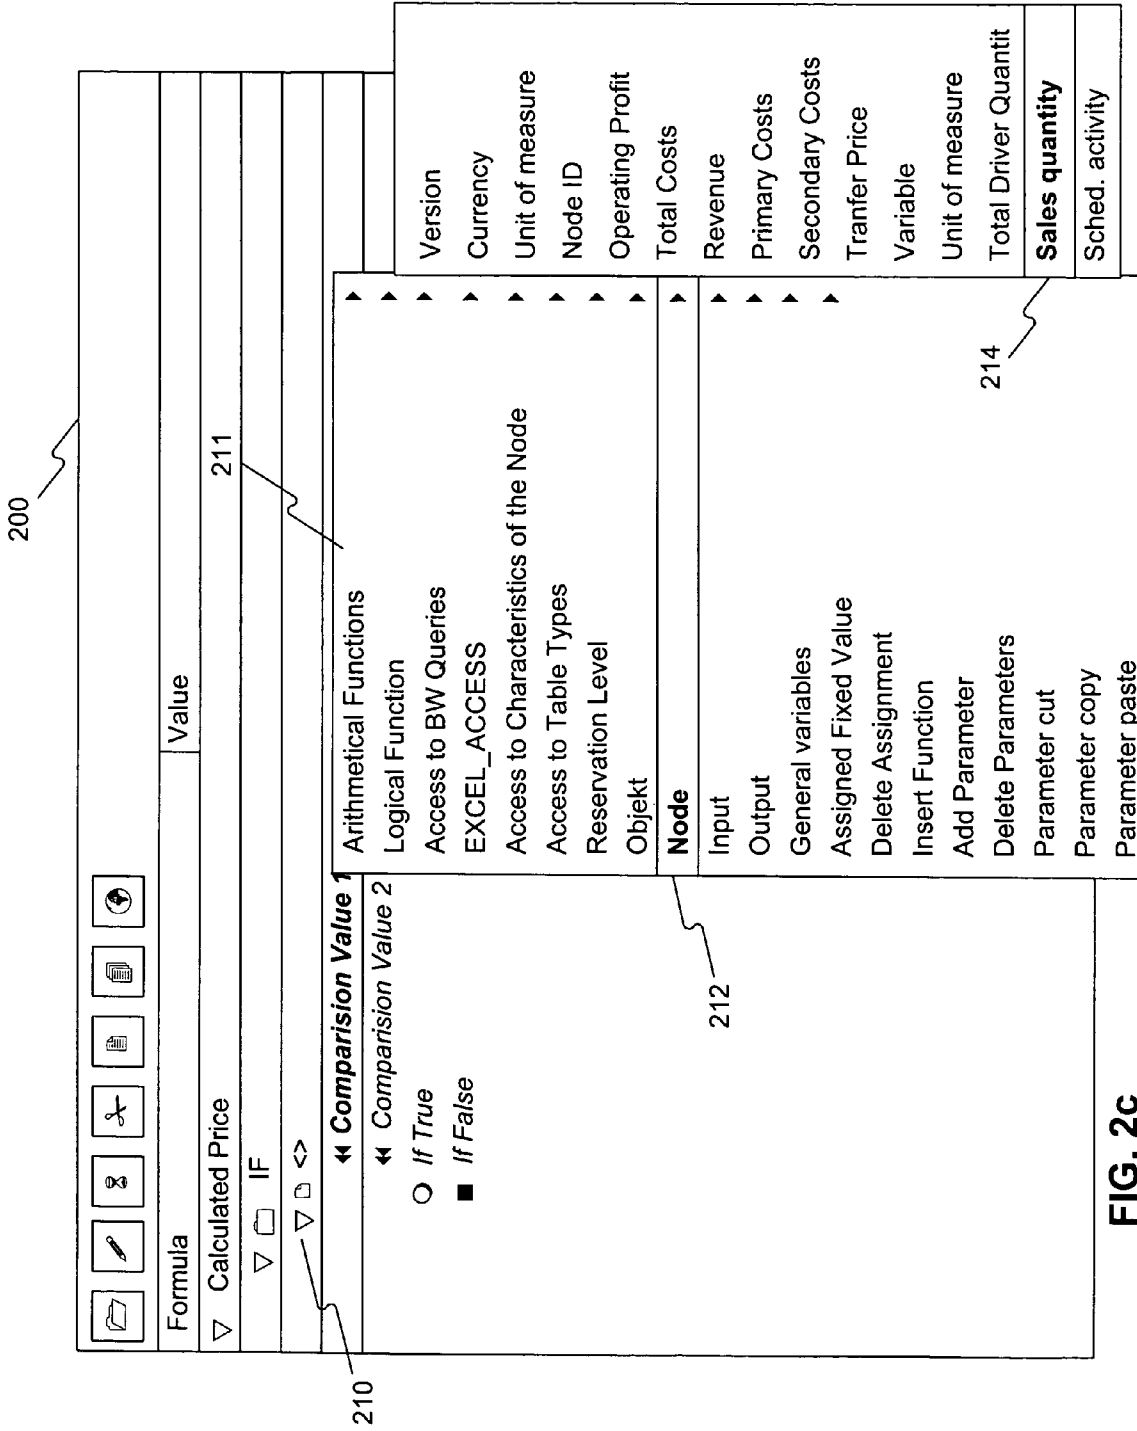 200
Formula
Value
Calculated Price
IF
<>
211
Comparision Value 1
Comparision Value 2
If True
If False
210
Arithmetical Functions
Logical Function
Access to BW Queries
EXCEL_ACCESS
Access to Characteristics of the Node
Access to Table Types
Reservation Level
Objekt
Node
Input
Output
General variables
Assigned Fixed Value
Delete Assignment
Insert Function
Add Parameter
Delete Parameters
Parameter cut
Parameter copy
Parameter paste
212
Version
Currency
Unit of measure
Node ID
Operating Profit
Total Costs
Revenue
Primary Costs
Secondary Costs
Tranfer Price
Variable
Unit of measure
Total Driver Quantit
Sales quantity
Sched. activity
214
FIG. 2c